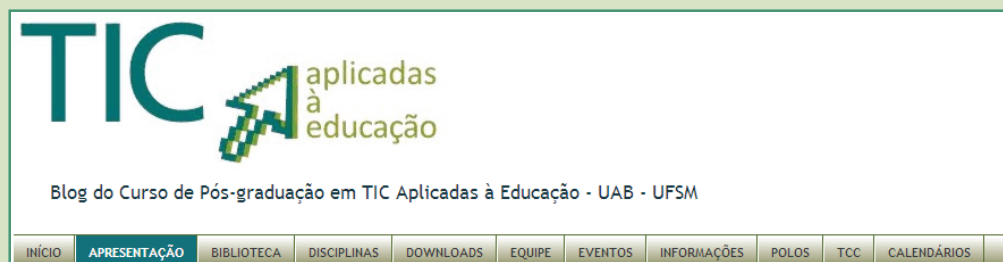 TIC
aplicadas
à
educação
Blog do Curso de Pós-graduação em TIC Aplicadas à Educação - UAB - UFSM
INÍCIO APRESENTAÇÃO BIBLIOTECA DISCIPLINAS DOWNLOADS EQUIPE EVENTOS INFORMAÇÕES POLOS TCC CALENDÁRIOS